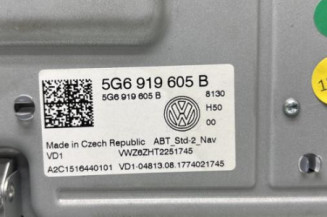 5G6 919 605 B
5G6 919 605 B
8130
H50
00
Made in Czech Republic ABT_Std-2_Nav
VD1 VWZ6ZHT2251745
A2C1516440101 VD1-04813.08.1774021745
1